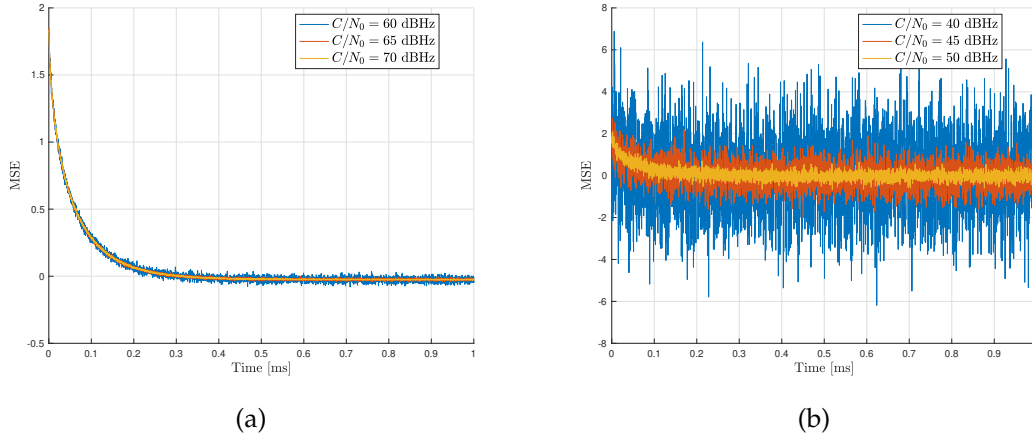 C/N₀ = 60 dBHz
C/N₀ = 65 dBHz
C/N₀ = 70 dBHz
2
1.5
1
0.5
0
-0.5
MSE
0 0.1 0.2 0.3 0.4 0.5 0.6 0.7 0.8 0.9 1
Time [ms]
(a)
C/N₀ = 40 dBHz
C/N₀ = 45 dBHz
C/N₀ = 50 dBHz
8
6
4
2
0
-2
-4
-6
-8
MSE
0 0.1 0.2 0.3 0.4 0.5 0.6 0.7 0.8 0.9
Time [ms]
(b)